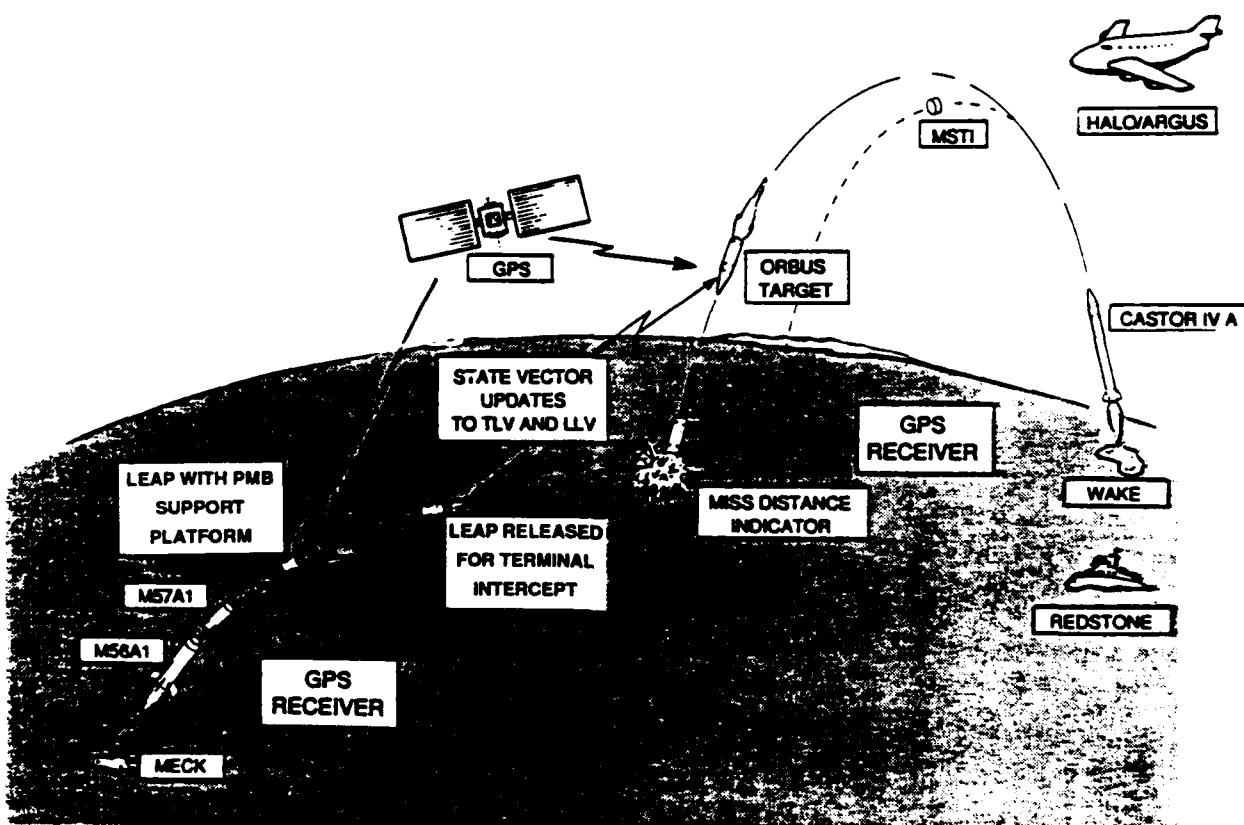 HALO/ARGUS
MSTI
GPS
ORBUS
TARGET
CASTOR IV A
STATE VECTOR
UPDATES
TO TLV AND LLV
GPS
RECEIVER
LEAP WITH PMB
SUPPORT
PLATFORM
WAKE
MISS DISTANCE
INDICATOR
LEAP RELEASED
FOR TERMINAL
INTERCEPT
M57A1
REDSTONE
M56A1
GPS
RECEIVER
MECK